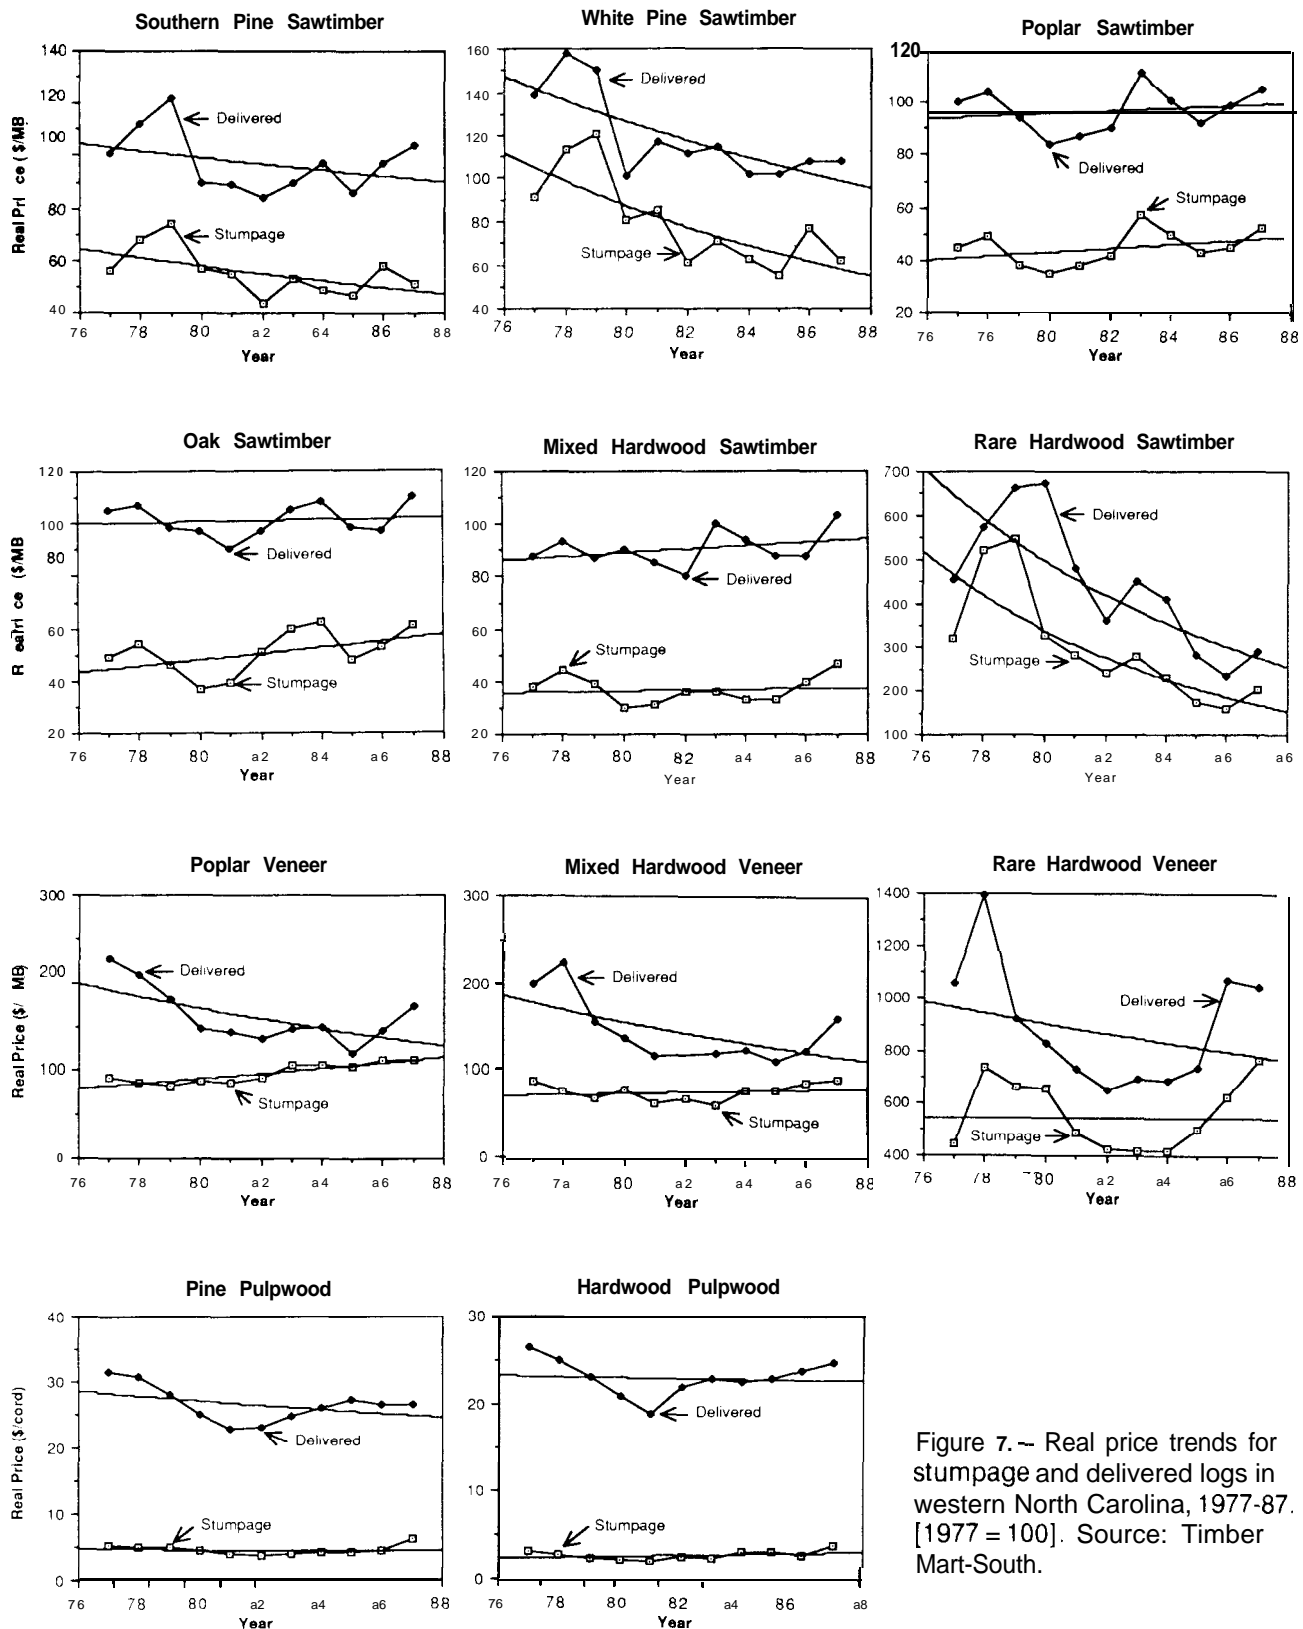 Southern Pine Sawtimber
140
120
100
80
60
40
Real Pri ce ($/MB)
Delivered
Stumpage
76 78 80 a2 64 86 88
Year
White Pine Sawtimber
160
140
120
100
80
60
40
Delivered
Stumpage
76 78 80 82 84 86 88
Year
Poplar Sawtimber
120
100
80
60
40
20
Delivered
Stumpage
76 76 80 82 84 86 88
Year
Oak Sawtimber
120
100
80
60
40
20
($/MB)
Delivered
Stumpage
76 78 80 a2 84 a6 88
Year
Mixed Hardwood Sawtimber
120
100
80
60
40
20
Delivered
Stumpage
76 78 80 82 84 86 88
Year
Rare Hardwood Sawtimber
700
600
500
400
300
200
100
Delivered
Stumpage
76 78 80 a2 84 a6 a6
Year
Poplar Veneer
300
200
100
0
Real Price ($/ MB)
Delivered
Stumpage
76 78 80 a2 a4 a6 88
Year
Mixed Hardwood Veneer
300
200
100
0
Delivered
Stumpage
76 7a 80 a2 a4 a6 88
Year
Rare Hardwood Veneer
1400
1200
1000
800
600
400
Delivered
Stumpage
76 78 80 a2 a4 a6 88
Year
Pine Pulpwood
40
30
20
10
0
Real Price ($/cord)
Delivered
Stumpage
76 78 80 a2 a4 a6 88
Year
Hardwood Pulpwood
30
20
10
0
Delivered
Stumpage
76 78 80 82 a4 86 a8
Year
Figure 7. -- Real price trends for
stumpage and delivered logs in
western North Carolina, 1977-87.
[1977 = 100]. Source: Timber
Mart-South.